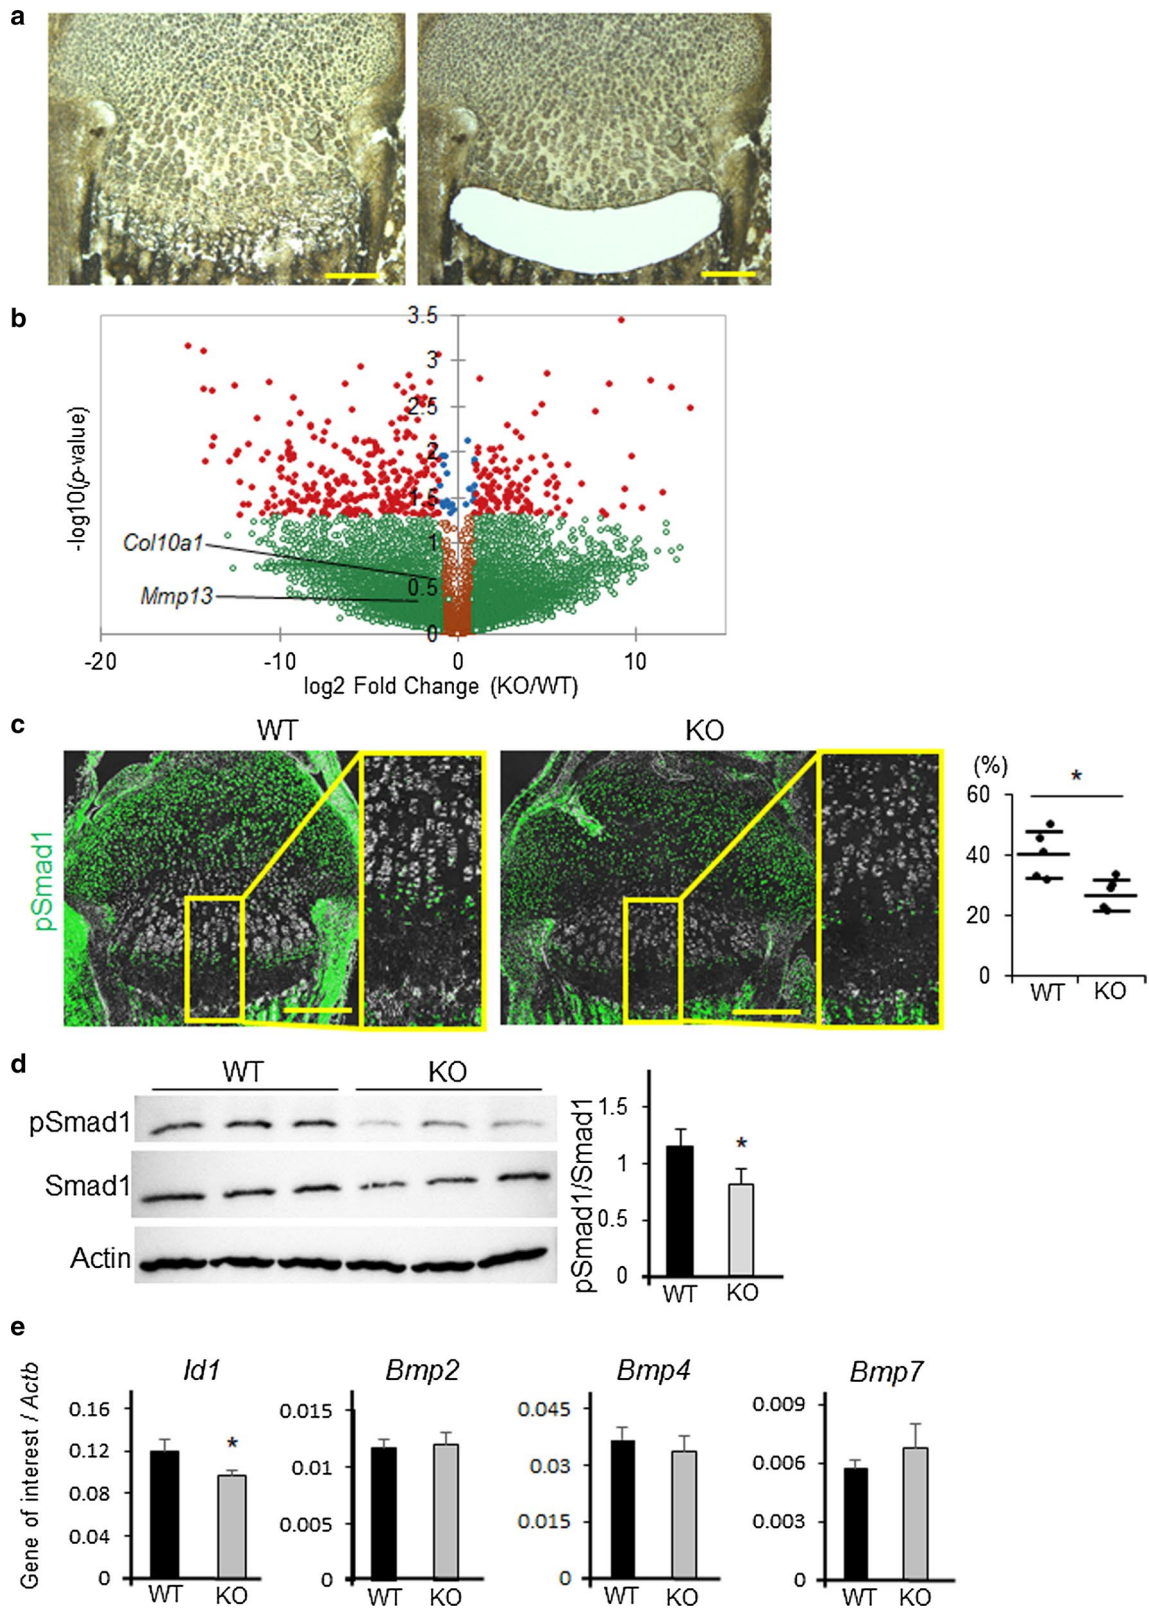 a
b
3.5
3
2.5
2
1.5
1
0.5
0
-log10(p-value)
Col10a1
Mmp13
-20
-10
0
10
log2 Fold Change (KO/WT)
c
WT
KO
pSmad1
(%)
*
60
40
20
0
WT
KO
d
WT
KO
pSmad1
Smad1
Actin
pSmad1/Smad1
1.5
1
0.5
0
*
WT
KO
e
Gene of interest / Actb
Id1
0.16
0.12
0.08
0.04
0
*
WT
KO
Bmp2
0.015
0.01
0.005
0
WT
KO
Bmp4
0.045
0.03
0.015
0
WT
KO
Bmp7
0.009
0.006
0.003
0
WT
KO